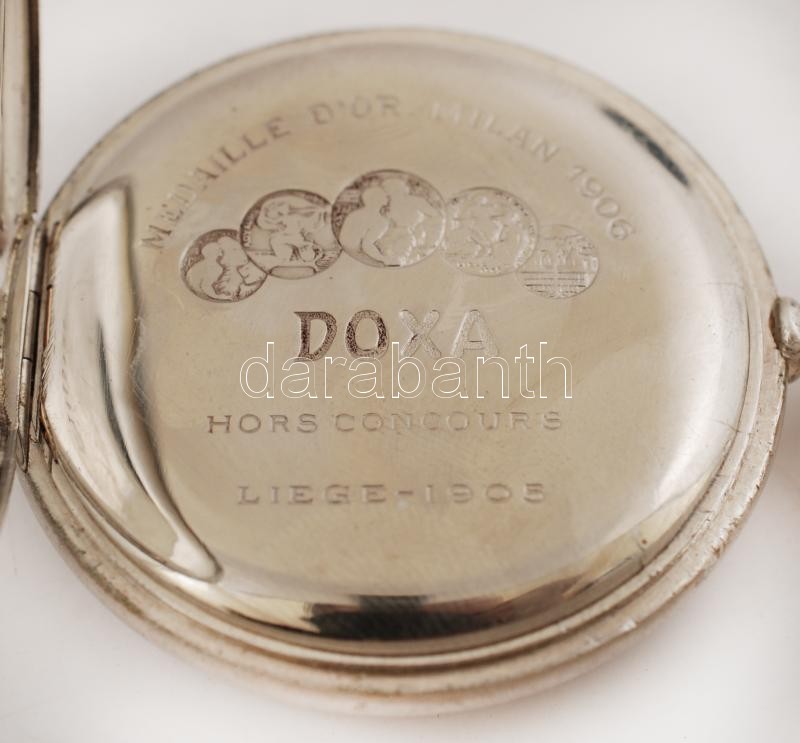 MEDAILLE D'OR. MILAN 1906
DOXA
darabanth
HORS CONCOURS
LIEGE-1905